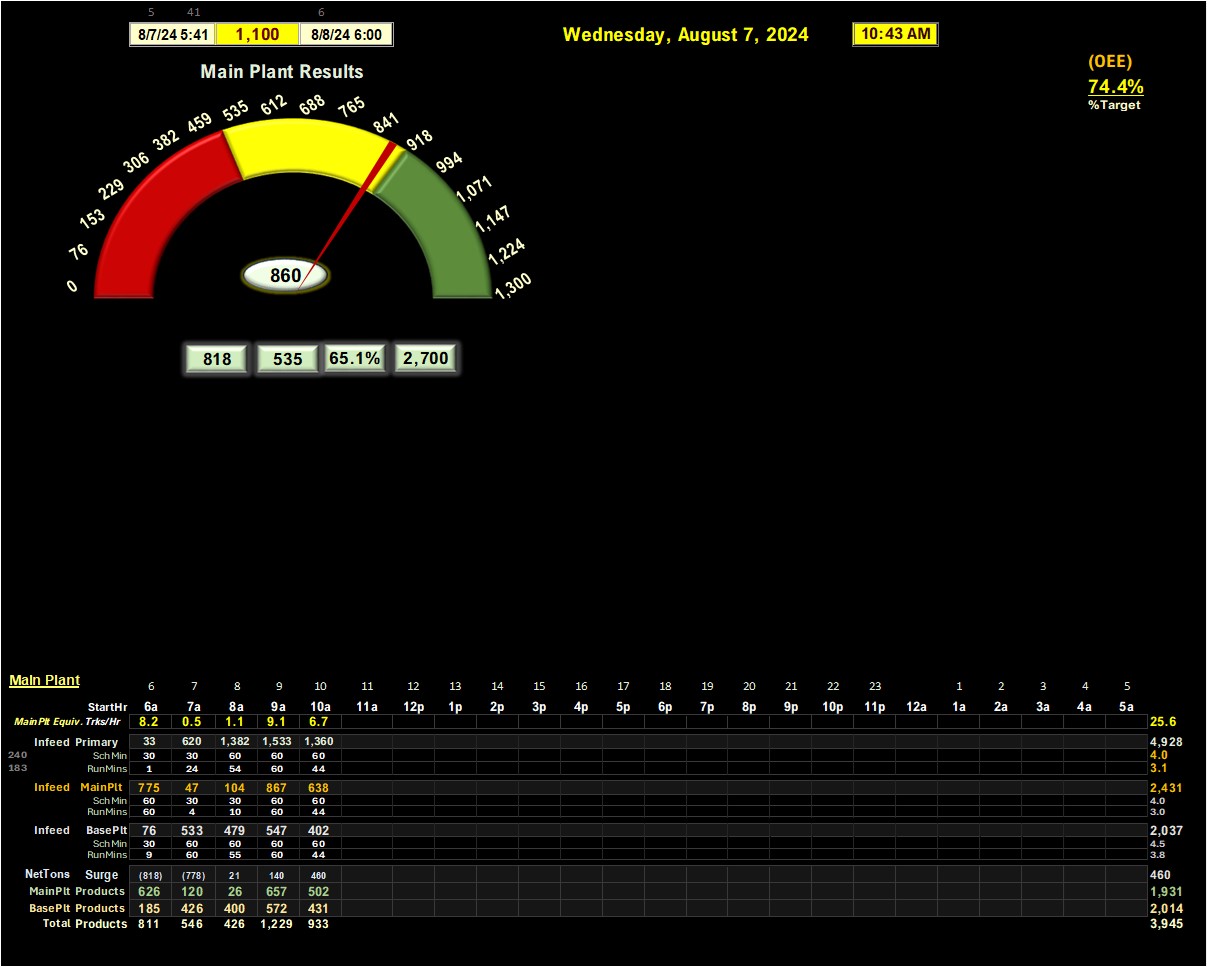 5 41 6
8/7/24 5:41 1,100 8/8/24 6:00 Wednesday, August 7, 2024 10:43 AM
(OEE)
74.4%
%Target
Main Plant Results
0 76 153 229 306 382 459 535 612 688 765 841 918 994 1,071 1,147 1,224 1,300
860
818 535 65.1% 2,700
Main Plant
6 7 8 9 10 11 12 13 14 15 16 17 18 19 20 21 22 23 1 2 3 4 5
StartHr 6a 7a 8a 9a 10a 11a 12p 1p 2p 3p 4p 5p 6p 7p 8p 9p 10p 11p 12a 1a 2a 3a 4a 5a
MainPlt Equiv. Trks/Hr 8.2 0.5 1.1 9.1 6.7 25.6
Infeed Primary 33 620 1,382 1,533 1,360 4,928
240 Sch Min 30 30 60 60 60 4.0
183 RunMins 1 24 54 60 44 3.1
Infeed MainPlt 775 47 104 867 638 2,431
Sch Min 60 30 30 60 60 4.0
RunMins 60 4 10 60 44 3.0
Infeed BasePlt 76 533 479 547 402 2,037
Sch Min 30 60 60 60 60 4.5
RunMins 9 60 55 60 44 3.8
NetTons Surge (818) (778) 21 140 460 460
MainPlt Products 626 120 26 657 502 1,931
BasePlt Products 185 426 400 572 431 2,014
Total Products 811 546 426 1,229 933 3,945